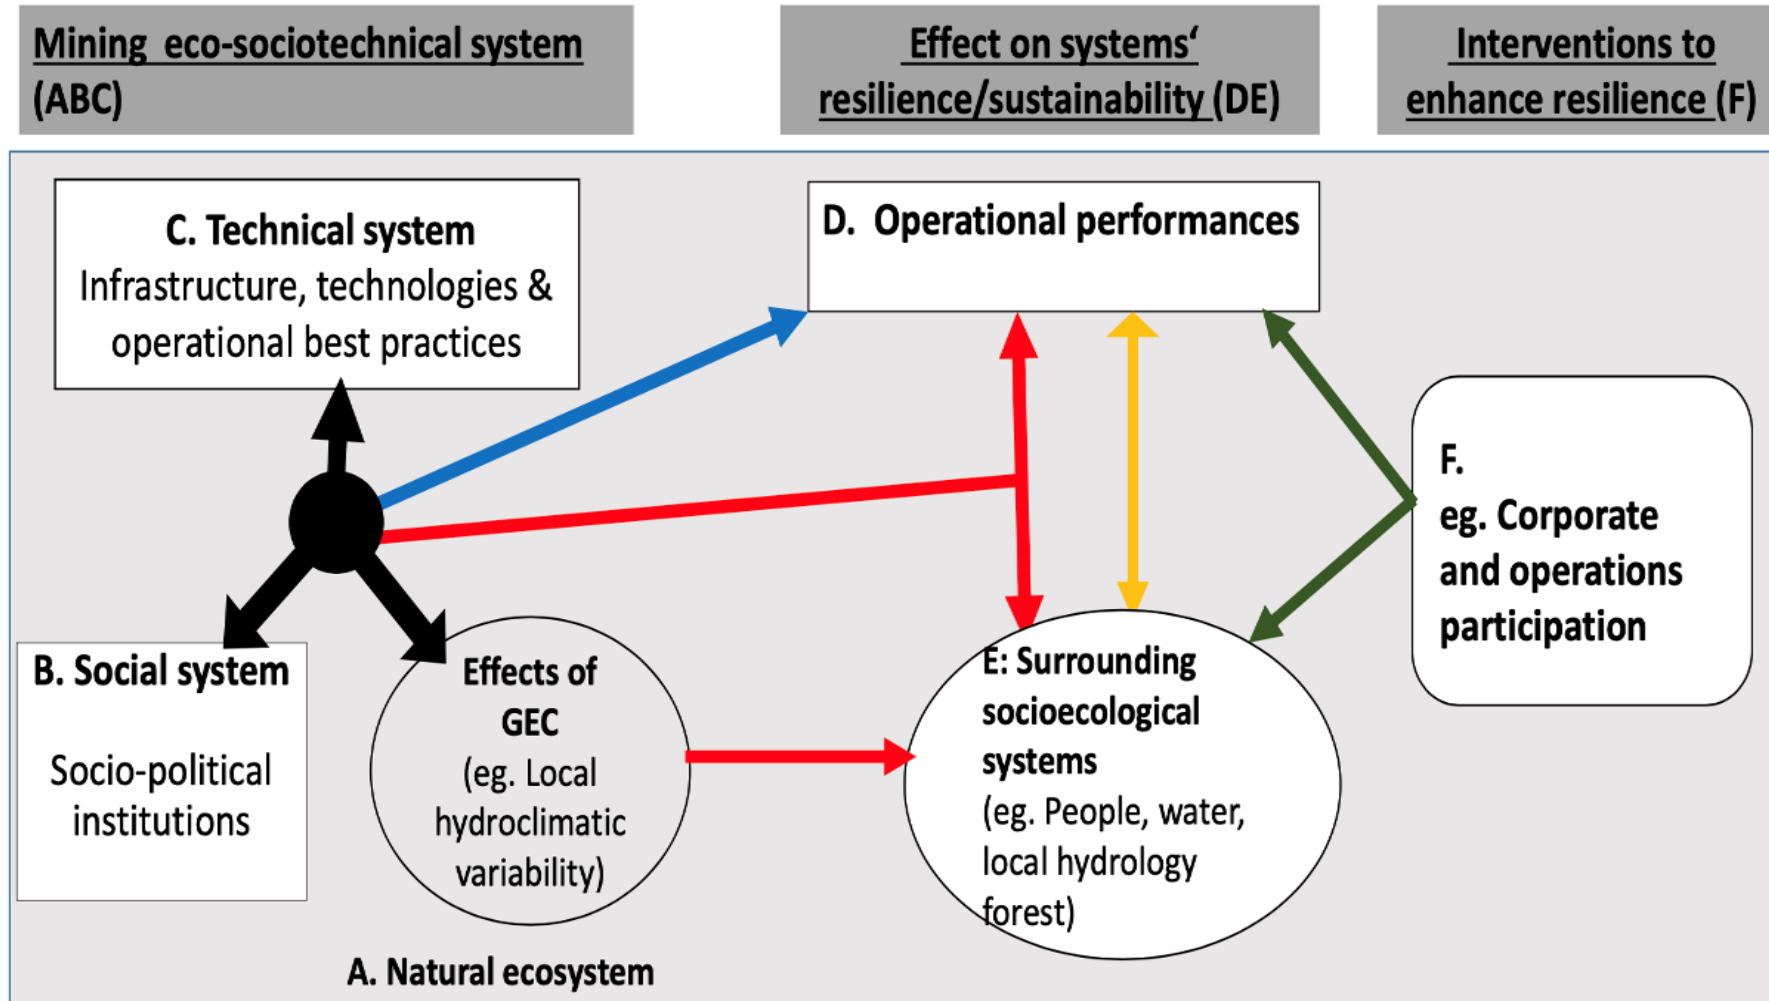 Mining eco-sociotechnical system
(ABC)
Effect on systems‘
resilience/sustainability (DE)
Interventions to
enhance resilience (F)
C. Technical system
Infrastructure, technologies &
operational best practices
D. Operational performances
F.
eg. Corporate
and operations
participation
B. Social system
Socio-political
institutions
Effects of
GEC
(eg. Local
hydroclimatic
variability)
E: Surrounding
socioecological
systems
(eg. People, water,
local hydrology
forest)
A. Natural ecosystem